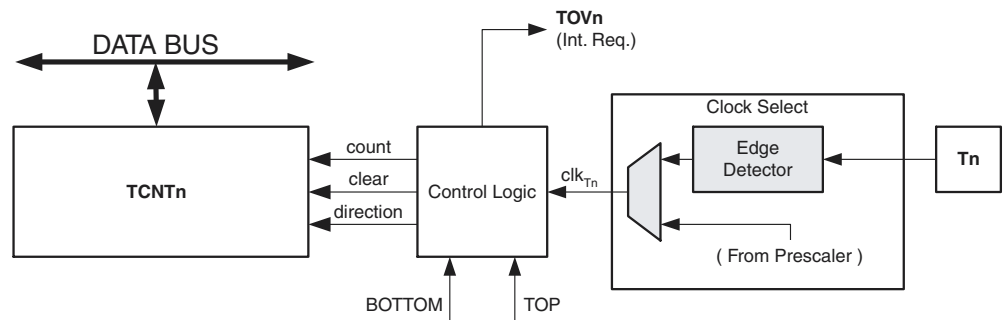 TOVn
(Int. Req.)
DATA BUS
Clock Select
count
Edge
Detector
Tn
TCNTn
clear
Control Logic
clkTn
direction
( From Prescaler )
BOTTOM
TOP